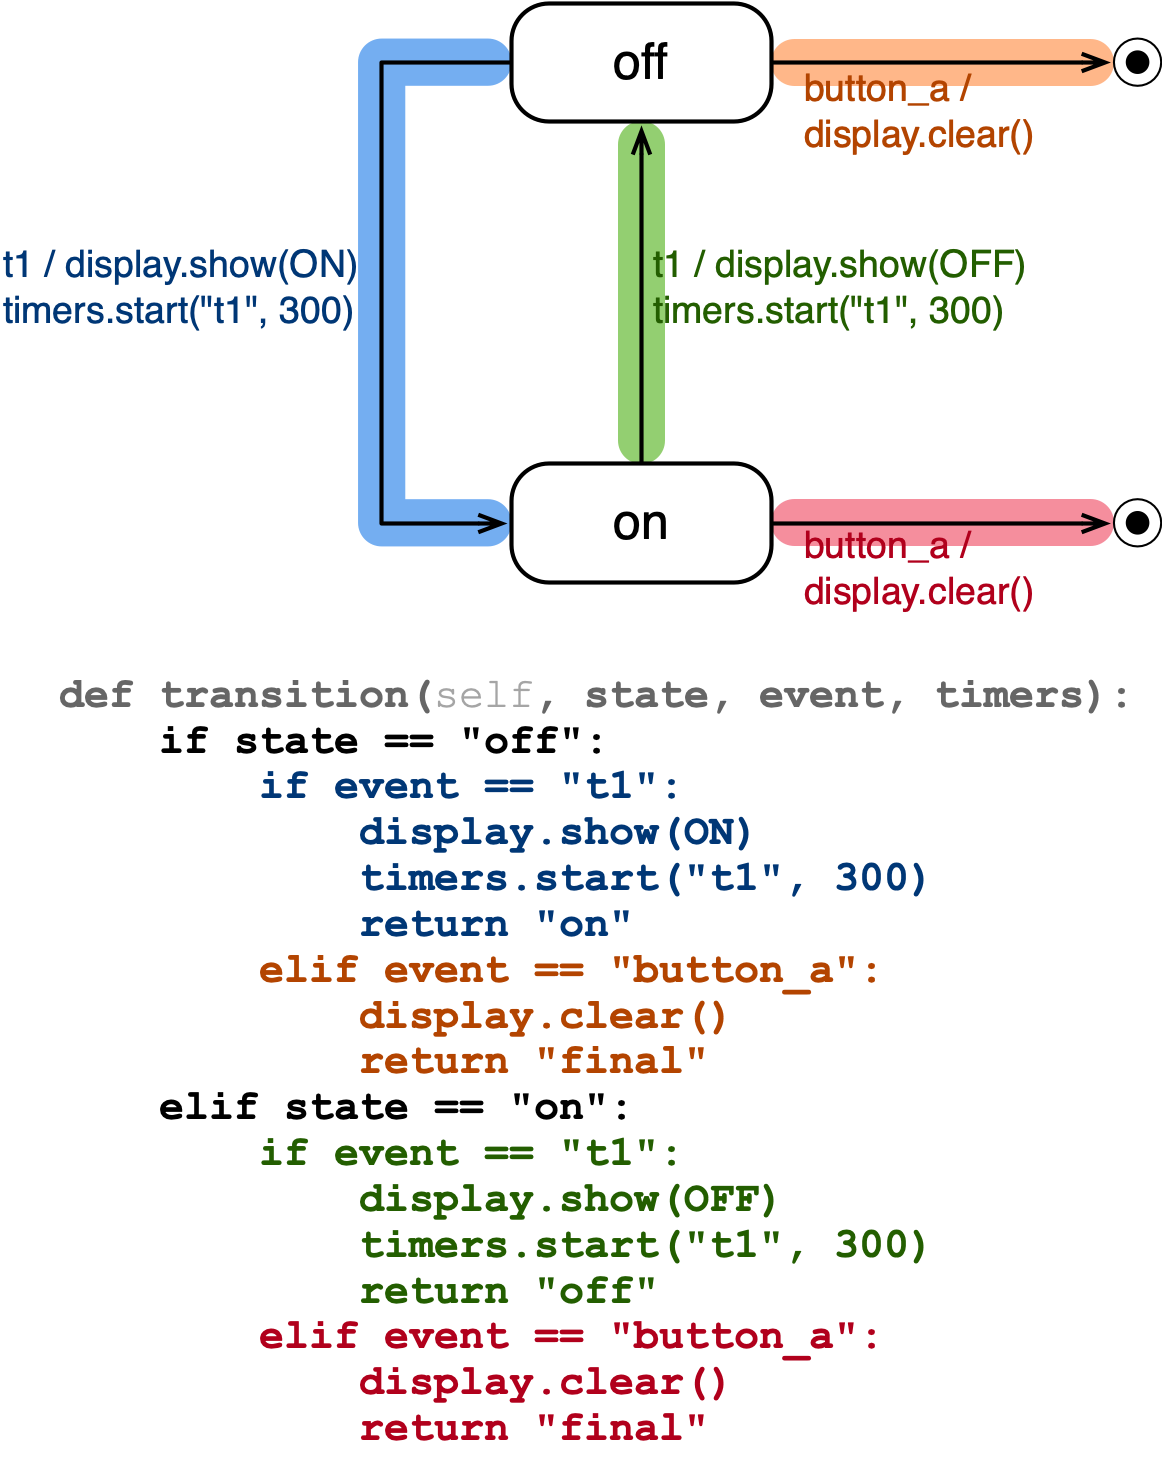 off
button_a /
display.clear()
t1 / display.show(ON)
timers.start("t1", 300)
t1 / display.show(OFF)
timers.start("t1", 300)
on
button_a /
display.clear()
def transition(self, state, event, timers):
    if state == "off":
        if event == "t1":
            display.show(ON)
            timers.start("t1", 300)
            return "on"
        elif event == "button_a":
            display.clear()
            return "final"
    elif state == "on":
        if event == "t1":
            display.show(OFF)
            timers.start("t1", 300)
            return "off"
        elif event == "button_a":
            display.clear()
            return "final"